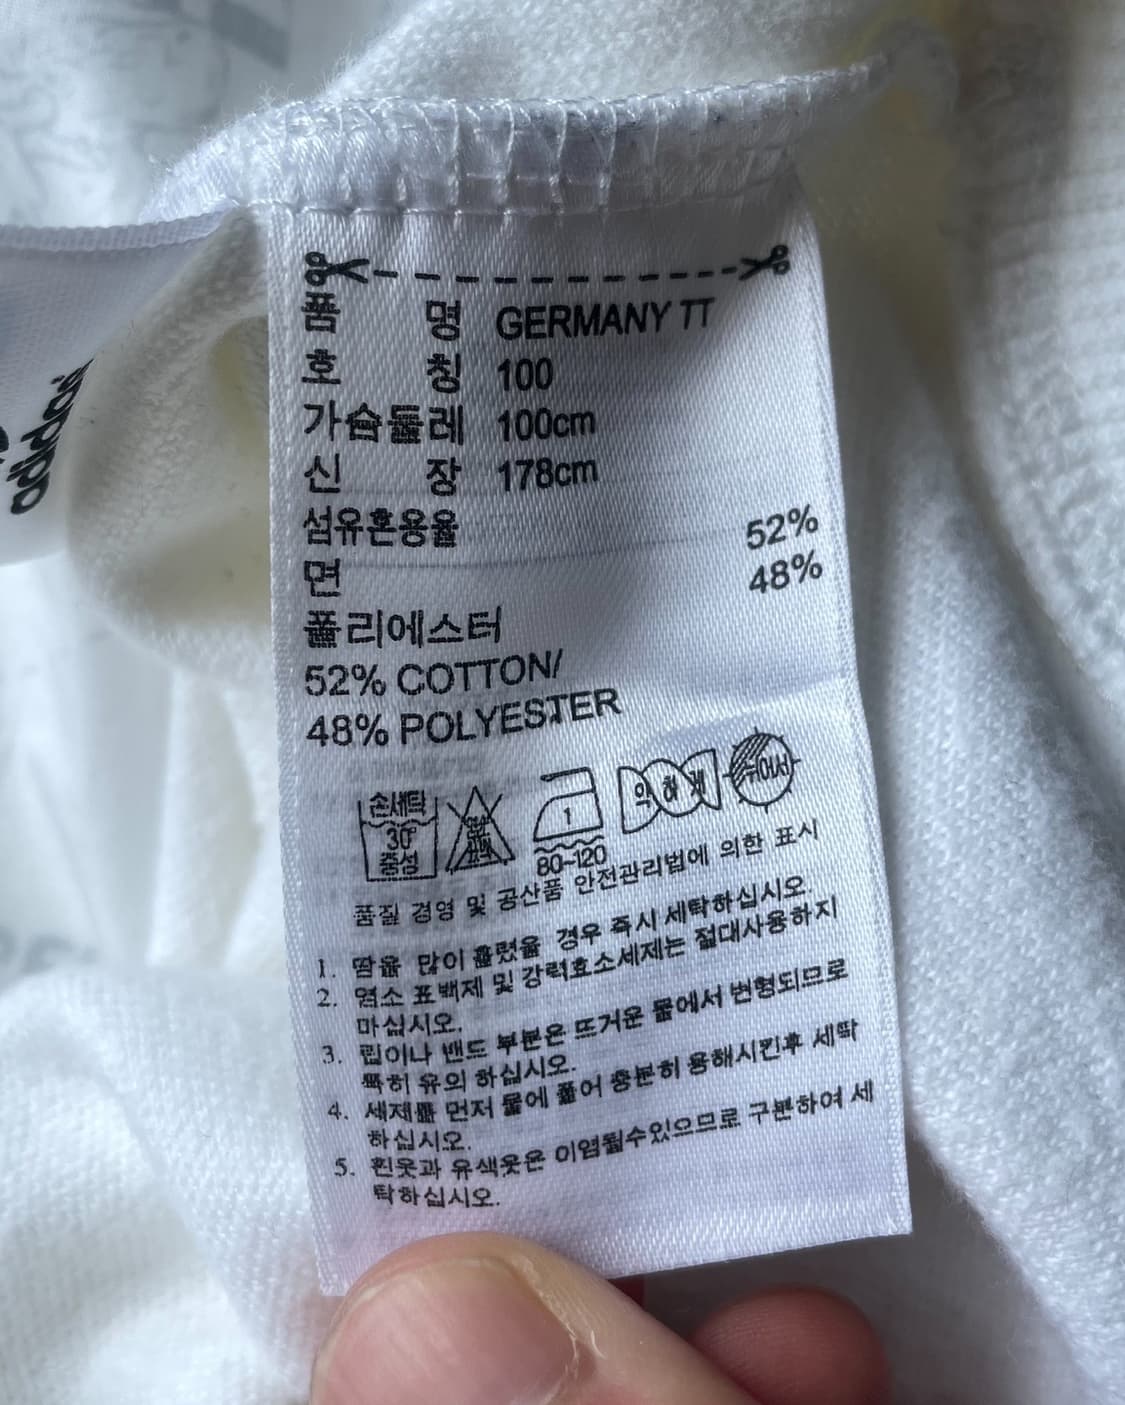 adidas
품 명 GERMANY TT
호 칭 100
가슴둘레 100cm
신 장 178cm
섬유혼용율
면 52%
폴리에스터 48%
52% COTTON/
48% POLYESTER
손세탁
30°
중성
염소
표백
1
80~120
약하게
뉘어서
품질 경영 및 공산품 안전관리법에 의한 표시
1. 땀을 많이 흘렸을 경우 즉시 세탁하십시오.
2. 염소 표백제 및 강력효소세제는 절대사용하지
마십시오.
3. 립이나 밴드 부분은 뜨거운 물에서 변형되므로
특히 유의 하십시오.
4. 세제를 먼저 물에 풀어 충분히 용해시킨후 세딱
하십시오.
5. 흰옷과 유색옷은 이염될수있으므로 구분하여 세
탁하십시오.